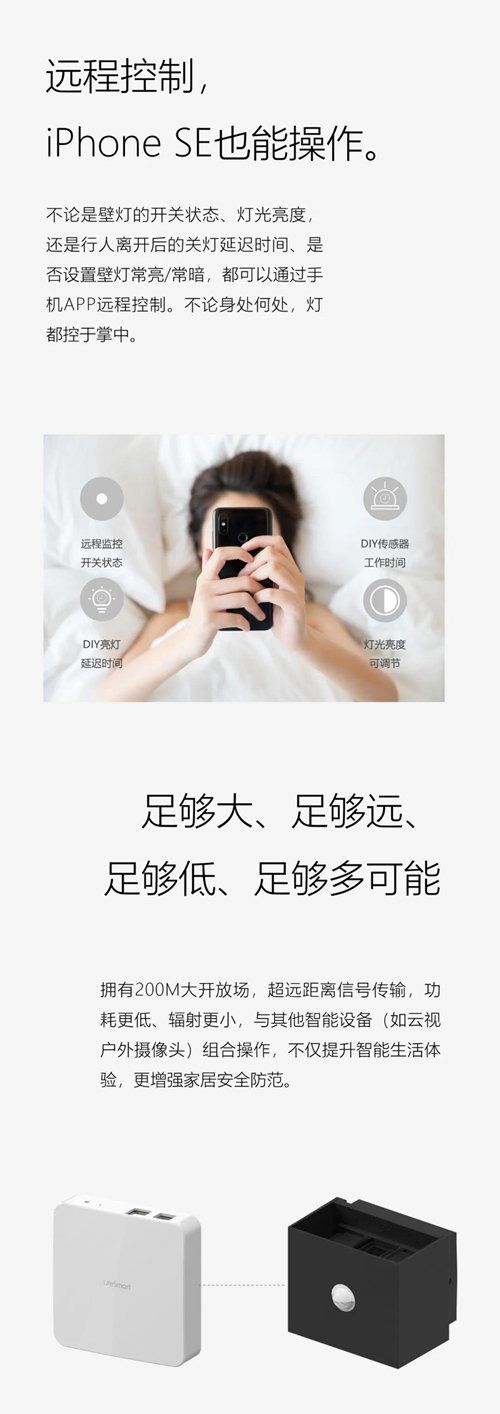 远程控制，
iPhone SE也能操作。
不论是壁灯的开关状态、灯光亮度，
还是行人离开后的关灯延迟时间、是
否设置壁灯常亮/常暗，都可以通过手
机APP远程控制。不论身处何处，灯
都控于掌中。
远程监控
开关状态
DIY传感器
工作时间
DIY亮灯
延迟时间
灯光亮度
可调节
足够大、足够远、
足够低、足够多可能
拥有200M大开放场，超远距离信号传输，功
耗更低、辐射更小，与其他智能设备（如云视
户外摄像头）组合操作，不仅提升智能生活体
验，更增强家居安全防范。
LifeSmart